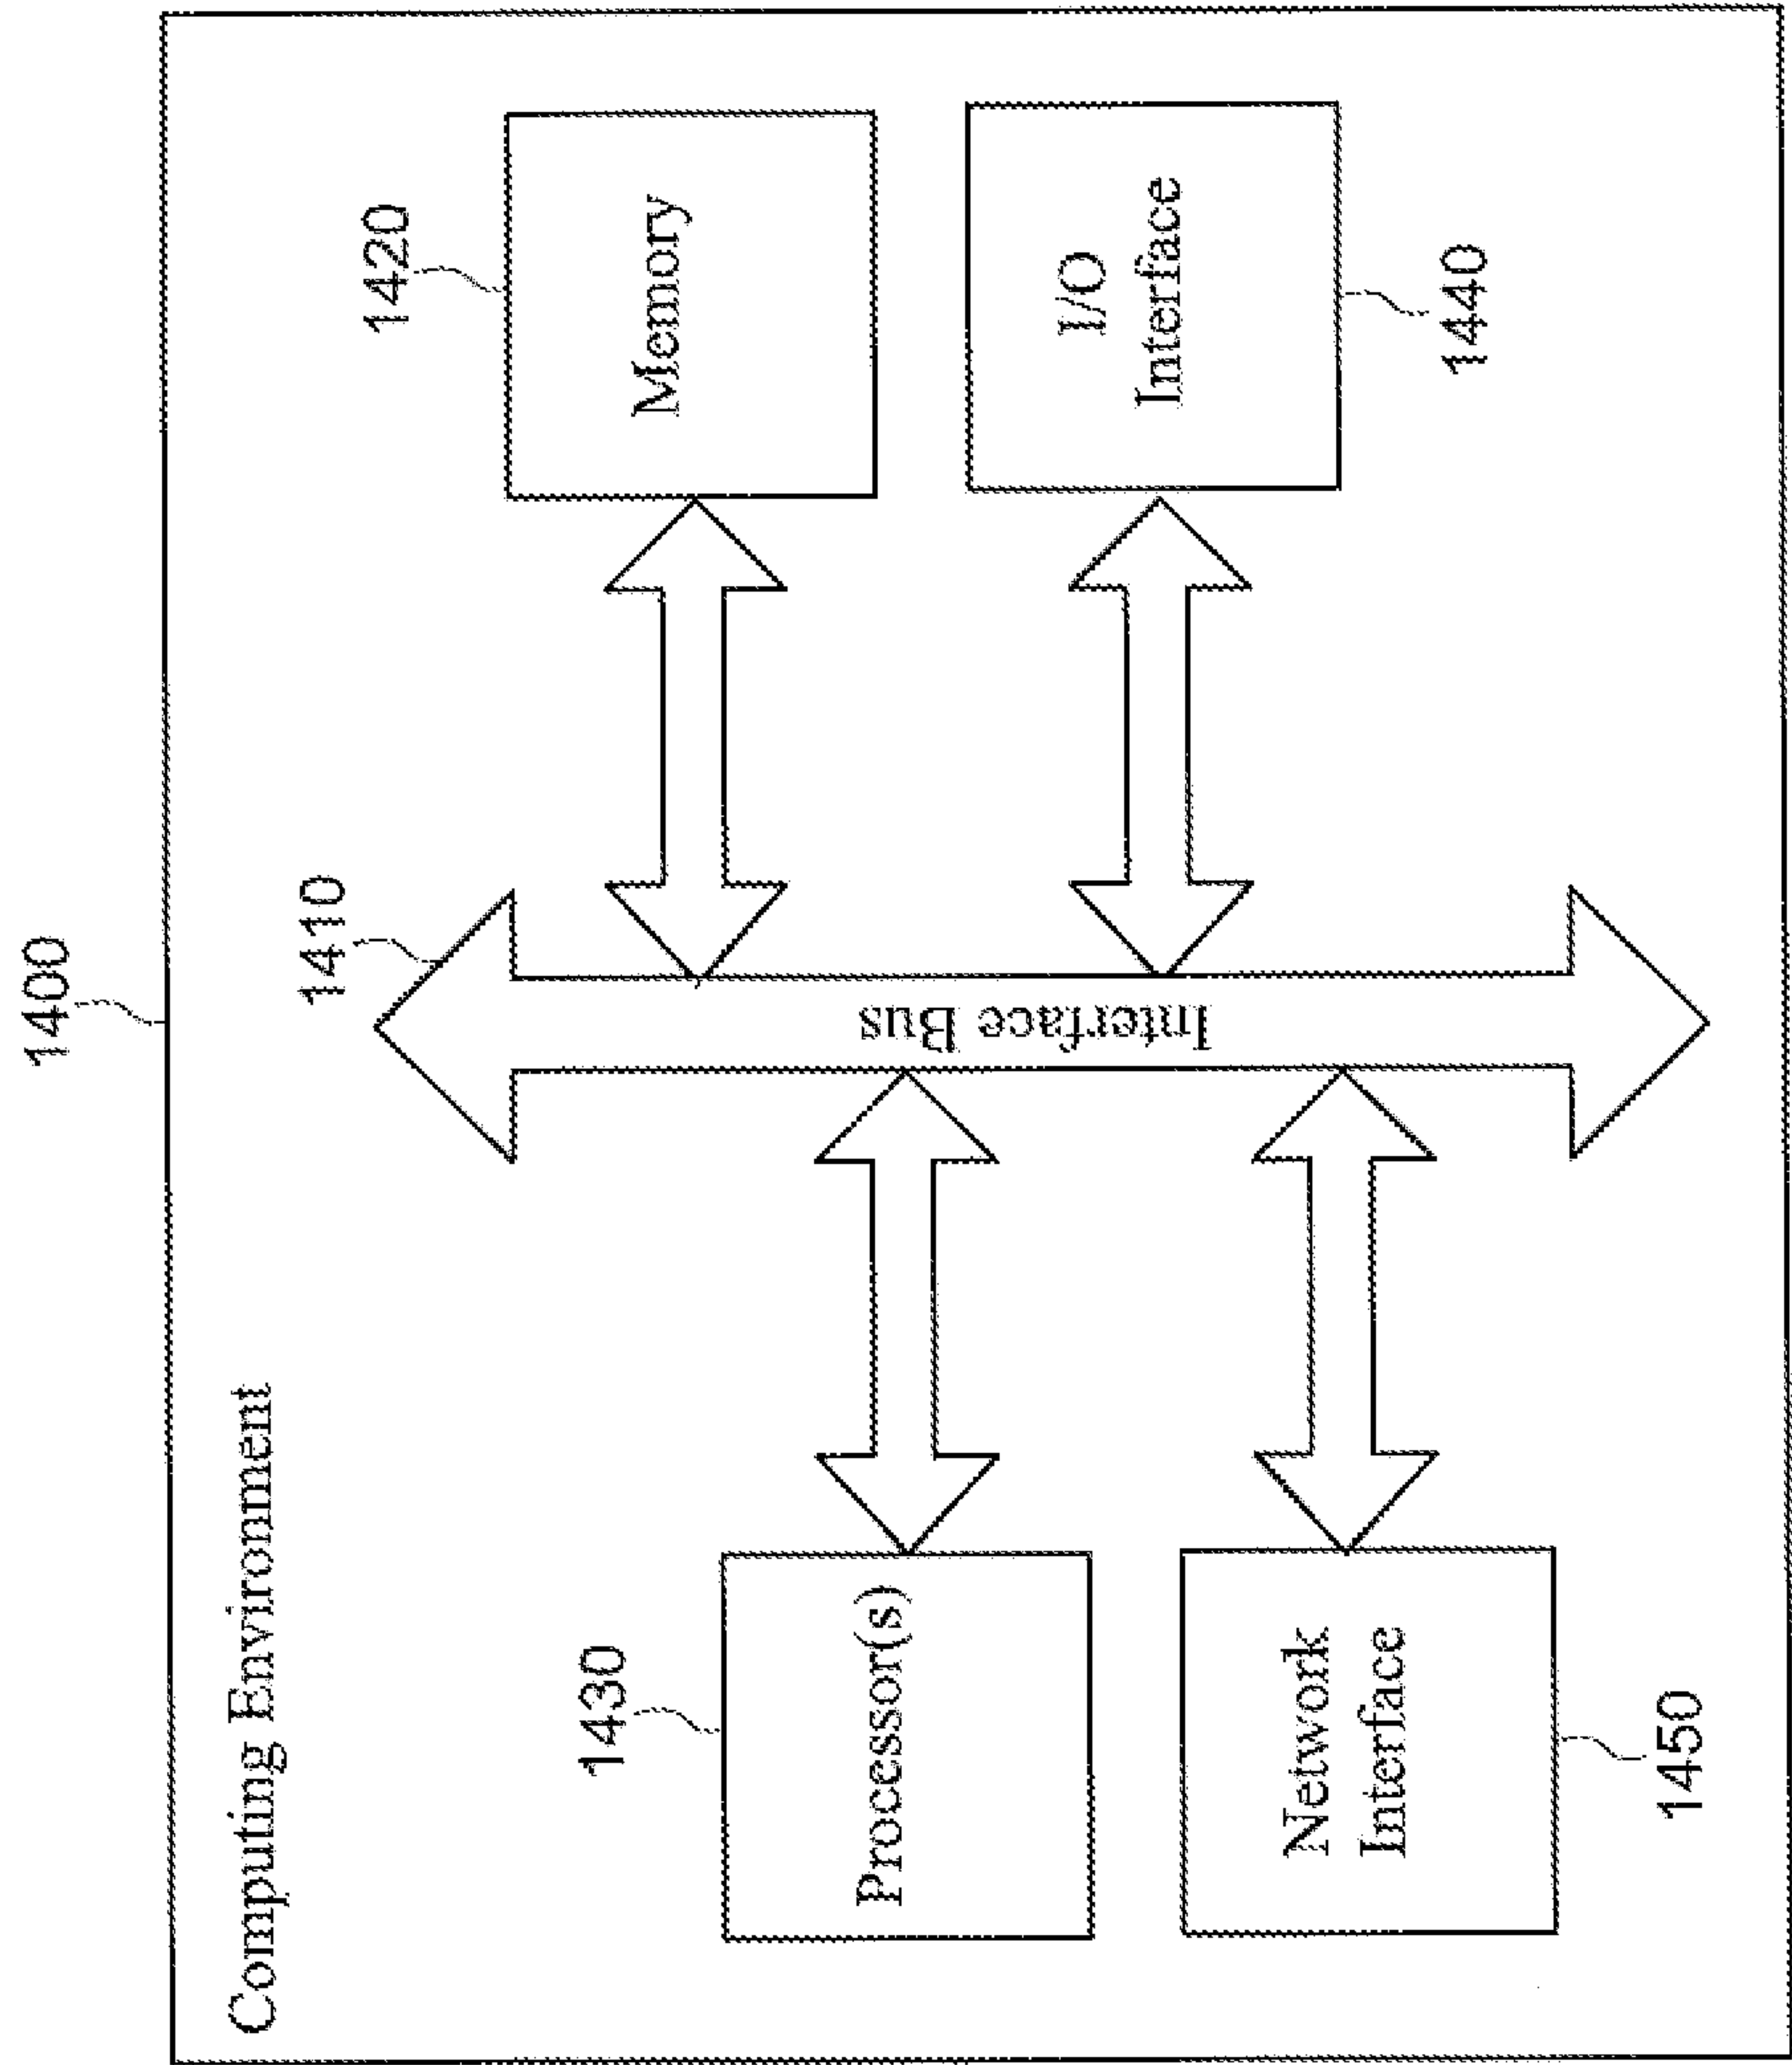 1400
Computing Environment
1410
1420
Memory
1430
Processor(s)
Interface Bus
I/O
Interface
1440
Network
Interface
1450